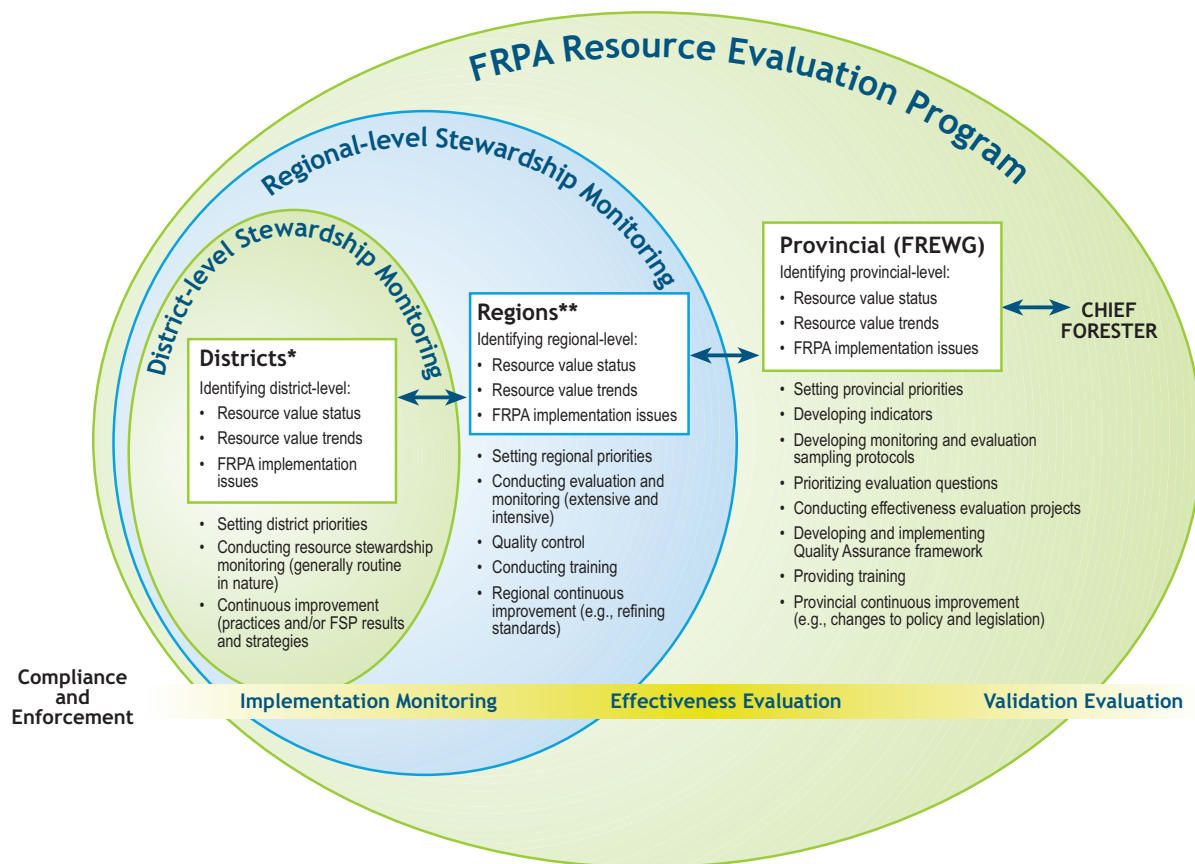 FRPA Resource Evaluation Program
Regional-level Stewardship Monitoring
District-level Stewardship Monitoring
Districts*
Identifying district-level:
• Resource value status
• Resource value trends
• FRPA implementation
issues
• Setting district priorities
• Conducting resource stewardship
monitoring (generally routine
in nature)
• Continuous improvement
(practices and/or FSP results
and strategies
Regions**
Identifying regional-level:
• Resource value status
• Resource value trends
• FRPA implementation issues
• Setting regional priorities
• Conducting evaluation and
monitoring (extensive and
intensive)
• Quality control
• Conducting training
• Regional continuous
improvement (e.g., refining
standards)
Provincial (FREWG)
Identifying provincial-level:
• Resource value status
• Resource value trends
• FRPA implementation issues
• Setting provincial priorities
• Developing indicators
• Developing monitoring and evaluation
sampling protocols
• Prioritizing evaluation questions
• Conducting effectiveness evaluation projects
• Developing and implementing
Quality Assurance framework
• Providing training
• Provincial continuous improvement
(e.g., changes to policy and legislation)
CHIEF
FORESTER
Compliance
and
Enforcement
Implementation Monitoring
Effectiveness Evaluation
Validation Evaluation